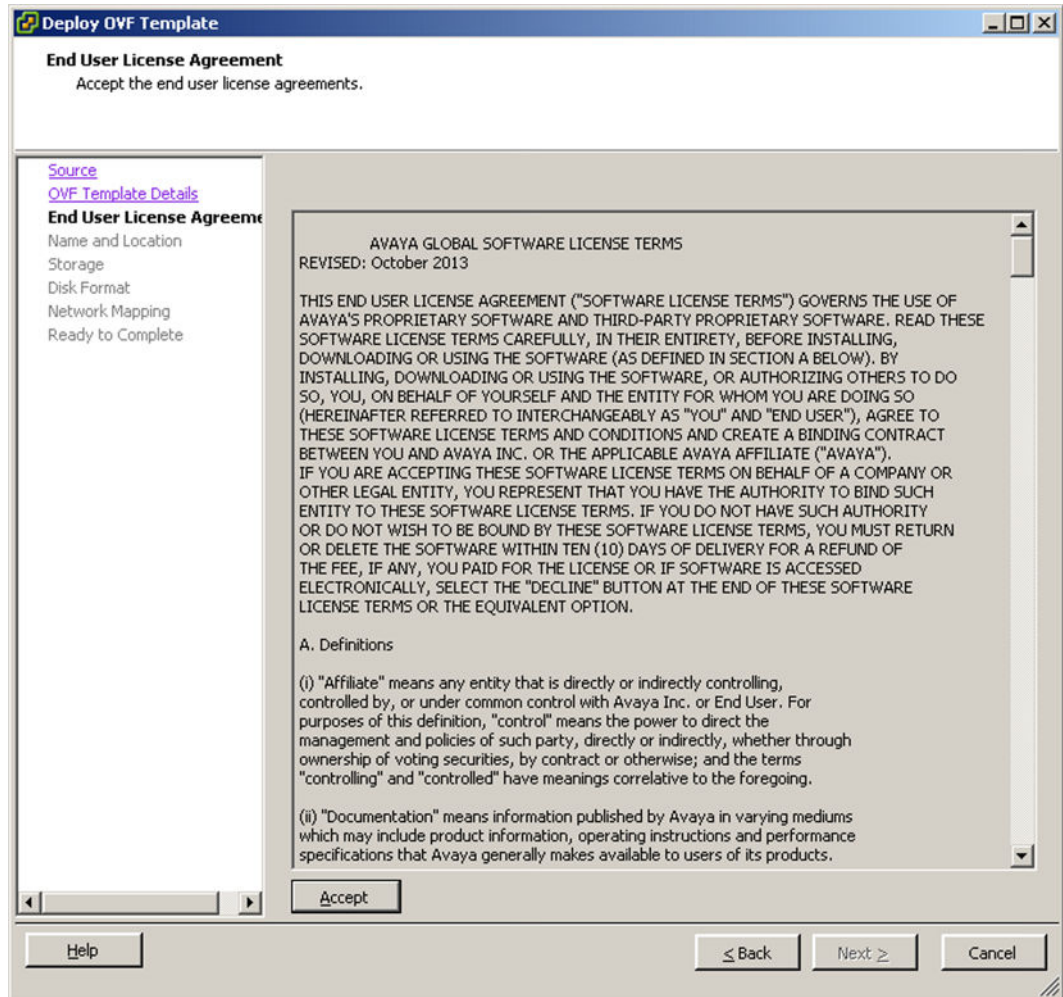 Deploy OVF Template
End User License Agreement
Accept the end user license agreements.
Source
OVF Template Details
End User License Agreeme
Name and Location
Storage
Disk Format
Network Mapping
Ready to Complete
AVAYA GLOBAL SOFTWARE LICENSE TERMS
REVISED: October 2013
THIS END USER LICENSE AGREEMENT ("SOFTWARE LICENSE TERMS") GOVERNS THE USE OF
AVAYA'S PROPRIETARY SOFTWARE AND THIRD-PARTY PROPRIETARY SOFTWARE. READ THESE
SOFTWARE LICENSE TERMS CAREFULLY, IN THEIR ENTIRETY, BEFORE INSTALLING,
DOWNLOADING OR USING THE SOFTWARE (AS DEFINED IN SECTION A BELOW). BY
INSTALLING, DOWNLOADING OR USING THE SOFTWARE, OR AUTHORIZING OTHERS TO DO
SO, YOU, ON BEHALF OF YOURSELF AND THE ENTITY FOR WHOM YOU ARE DOING SO
(HEREINAFTER REFERRED TO INTERCHANGEABLY AS "YOU" AND "END USER"), AGREE TO
THESE SOFTWARE LICENSE TERMS AND CONDITIONS AND CREATE A BINDING CONTRACT
BETWEEN YOU AND AVAYA INC. OR THE APPLICABLE AVAYA AFFILIATE ("AVAYA").
IF YOU ARE ACCEPTING THESE SOFTWARE LICENSE TERMS ON BEHALF OF A COMPANY OR
OTHER LEGAL ENTITY, YOU REPRESENT THAT YOU HAVE THE AUTHORITY TO BIND SUCH
ENTITY TO THESE SOFTWARE LICENSE TERMS. IF YOU DO NOT HAVE SUCH AUTHORITY
OR DO NOT WISH TO BE BOUND BY THESE SOFTWARE LICENSE TERMS, YOU MUST RETURN
OR DELETE THE SOFTWARE WITHIN TEN (10) DAYS OF DELIVERY FOR A REFUND OF
THE FEE, IF ANY, YOU PAID FOR THE LICENSE OR IF SOFTWARE IS ACCESSED
ELECTRONICALLY, SELECT THE "DECLINE" BUTTON AT THE END OF THESE SOFTWARE
LICENSE TERMS OR THE EQUIVALENT OPTION.
A. Definitions
(i) "Affiliate" means any entity that is directly or indirectly controlling,
controlled by, or under common control with Avaya Inc. or End User. For
purposes of this definition, "control" means the power to direct the
management and policies of such party, directly or indirectly, whether through
ownership of voting securities, by contract or otherwise; and the terms
"controlling" and "controlled" have meanings correlative to the foregoing.
(ii) "Documentation" means information published by Avaya in varying mediums
which may include product information, operating instructions and performance
specifications that Avaya generally makes available to users of its products.
Accept
Help
≤ Back
Next ≥
Cancel